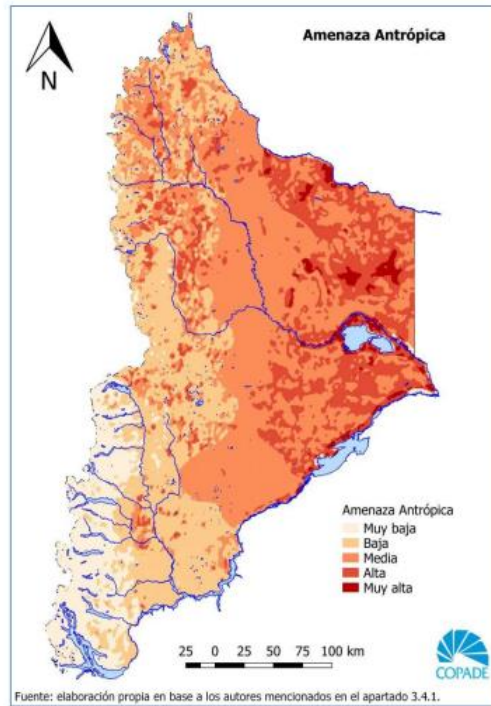 Amenaza Antrópica
N
Amenaza Antrópica
Muy baja
Baja
Media
Alta
Muy alta
25 0 25 50 75 100 km
COPADE
Fuente: elaboración propia en base a los autores mencionados en el apartado 3.4.1.